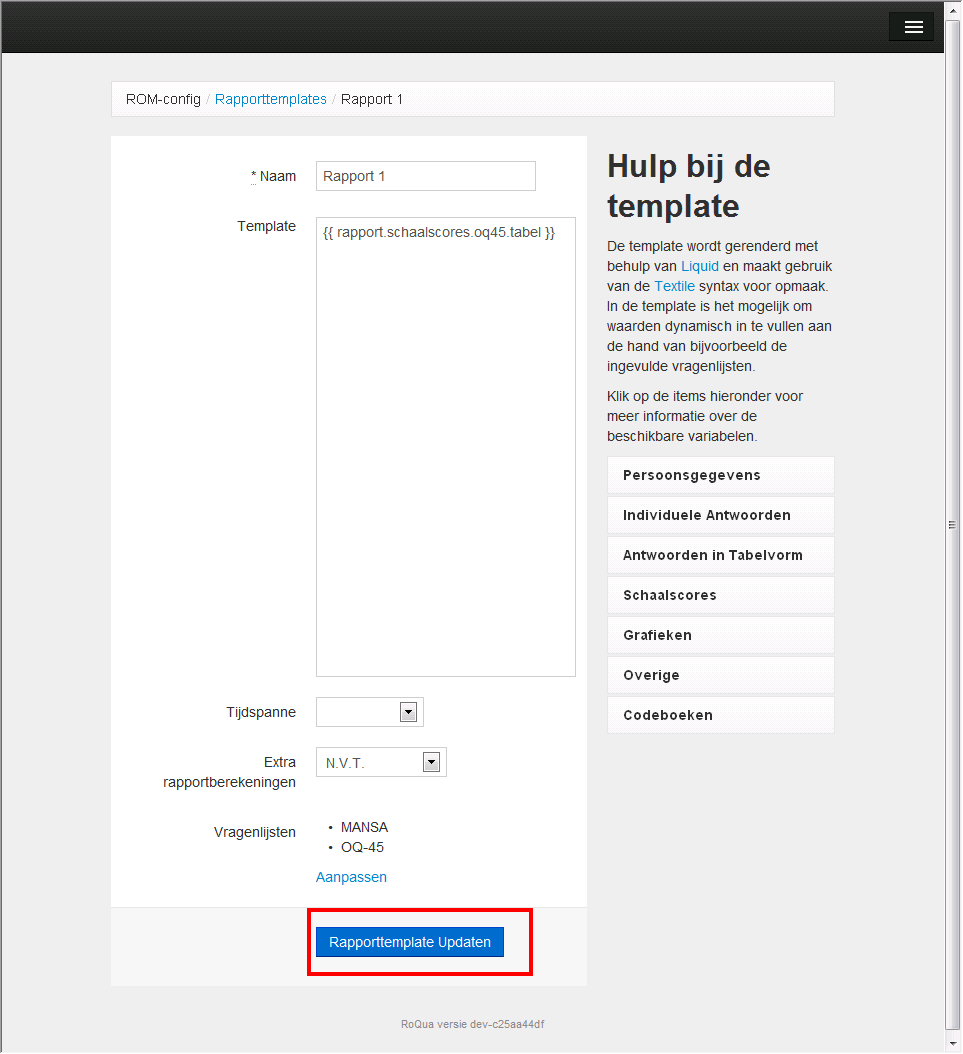 ROM-config / Rapporttemplates / Rapport 1
* Naam
Rapport 1
Template
{{ rapport.schaalscores.oq45.tabel }}
Tijdspanne
Extra
rapportberekeningen
N.V.T.
Vragenlijsten
• MANSA
• OQ-45
Aanpassen
Rapporttemplate Updaten
Hulp bij de
template
De template wordt gerenderd met
behulp van Liquid en maakt gebruik
van de Textile syntax voor opmaak.
In de template is het mogelijk om
waarden dynamisch in te vullen aan
de hand van bijvoorbeeld de
ingevulde vragenlijsten.
Klik op de items hieronder voor
meer informatie over de
beschikbare variabelen.
Persoonsgegevens
Individuele Antwoorden
Antwoorden in Tabelvorm
Schaalscores
Grafieken
Overige
Codeboeken
RoQua versie dev-c25aa44df